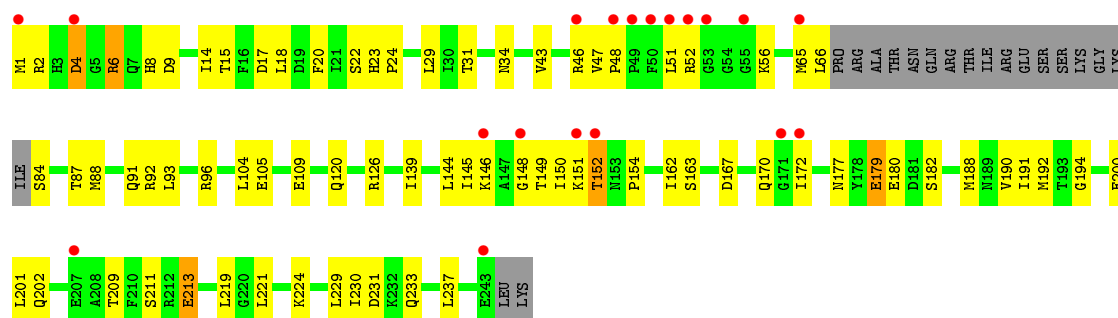 M1 R2 H3 D4 G5 R6 Q7 H8 D9 I14 T15 F16 D17 L18 D19 F20 I21 S22 H23 P24 L29 I30 T31 N34 V43 R46 V47 P48 P49 F50 L51 R52 G53 G54 G55 K56 M65 L66 PRO ARG ALA THR ASN GLN ARG THR ILE ARG GLU SER SER LYS GLY LYS
ILE S84 T87 M88 Q91 R92 L93 R96 L104 E105 E109 Q120 R126 I139 L144 I145 K146 A147 G148 T149 I150 K151 T152 N153 P154 I162 S163 D167 Q170 G171 I172 N177 Y178 E179 E180 D181 S182 M188 N189 V190 I191 M192 T193 G194
L201 Q202 E207 A208 T209 F210 S211 R212 E213 L219 G220 L221 K224 L229 I230 D231 K232 Q233 L237 E243 LEU LYS